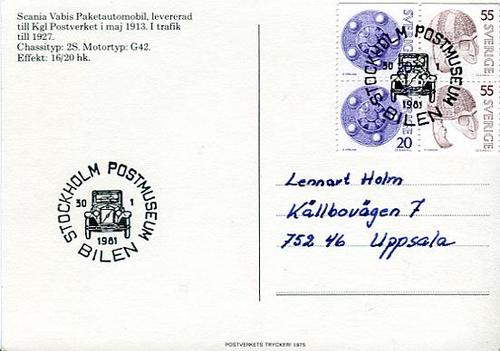 Scania Vabis Paketautomobil, levererad
till Kgl Postverket i maj 1913. I trafik
till 1927.
Chassityp: 2S. Motortyp: G42.
Effekt: 16/20 hk.
55
SVERIGE
SVERIGE
55
SVERIGE
SVERIGE
20
STOCKHOLM POSTMUSEUM
30 1
1981
BILEN
Lennart Holm
Källbovägen 7
752 46 Uppsala
STOCKHOLM POSTMUSEUM
30 1
1981
BILEN
POSTVERKETS TRYCKERI 1975